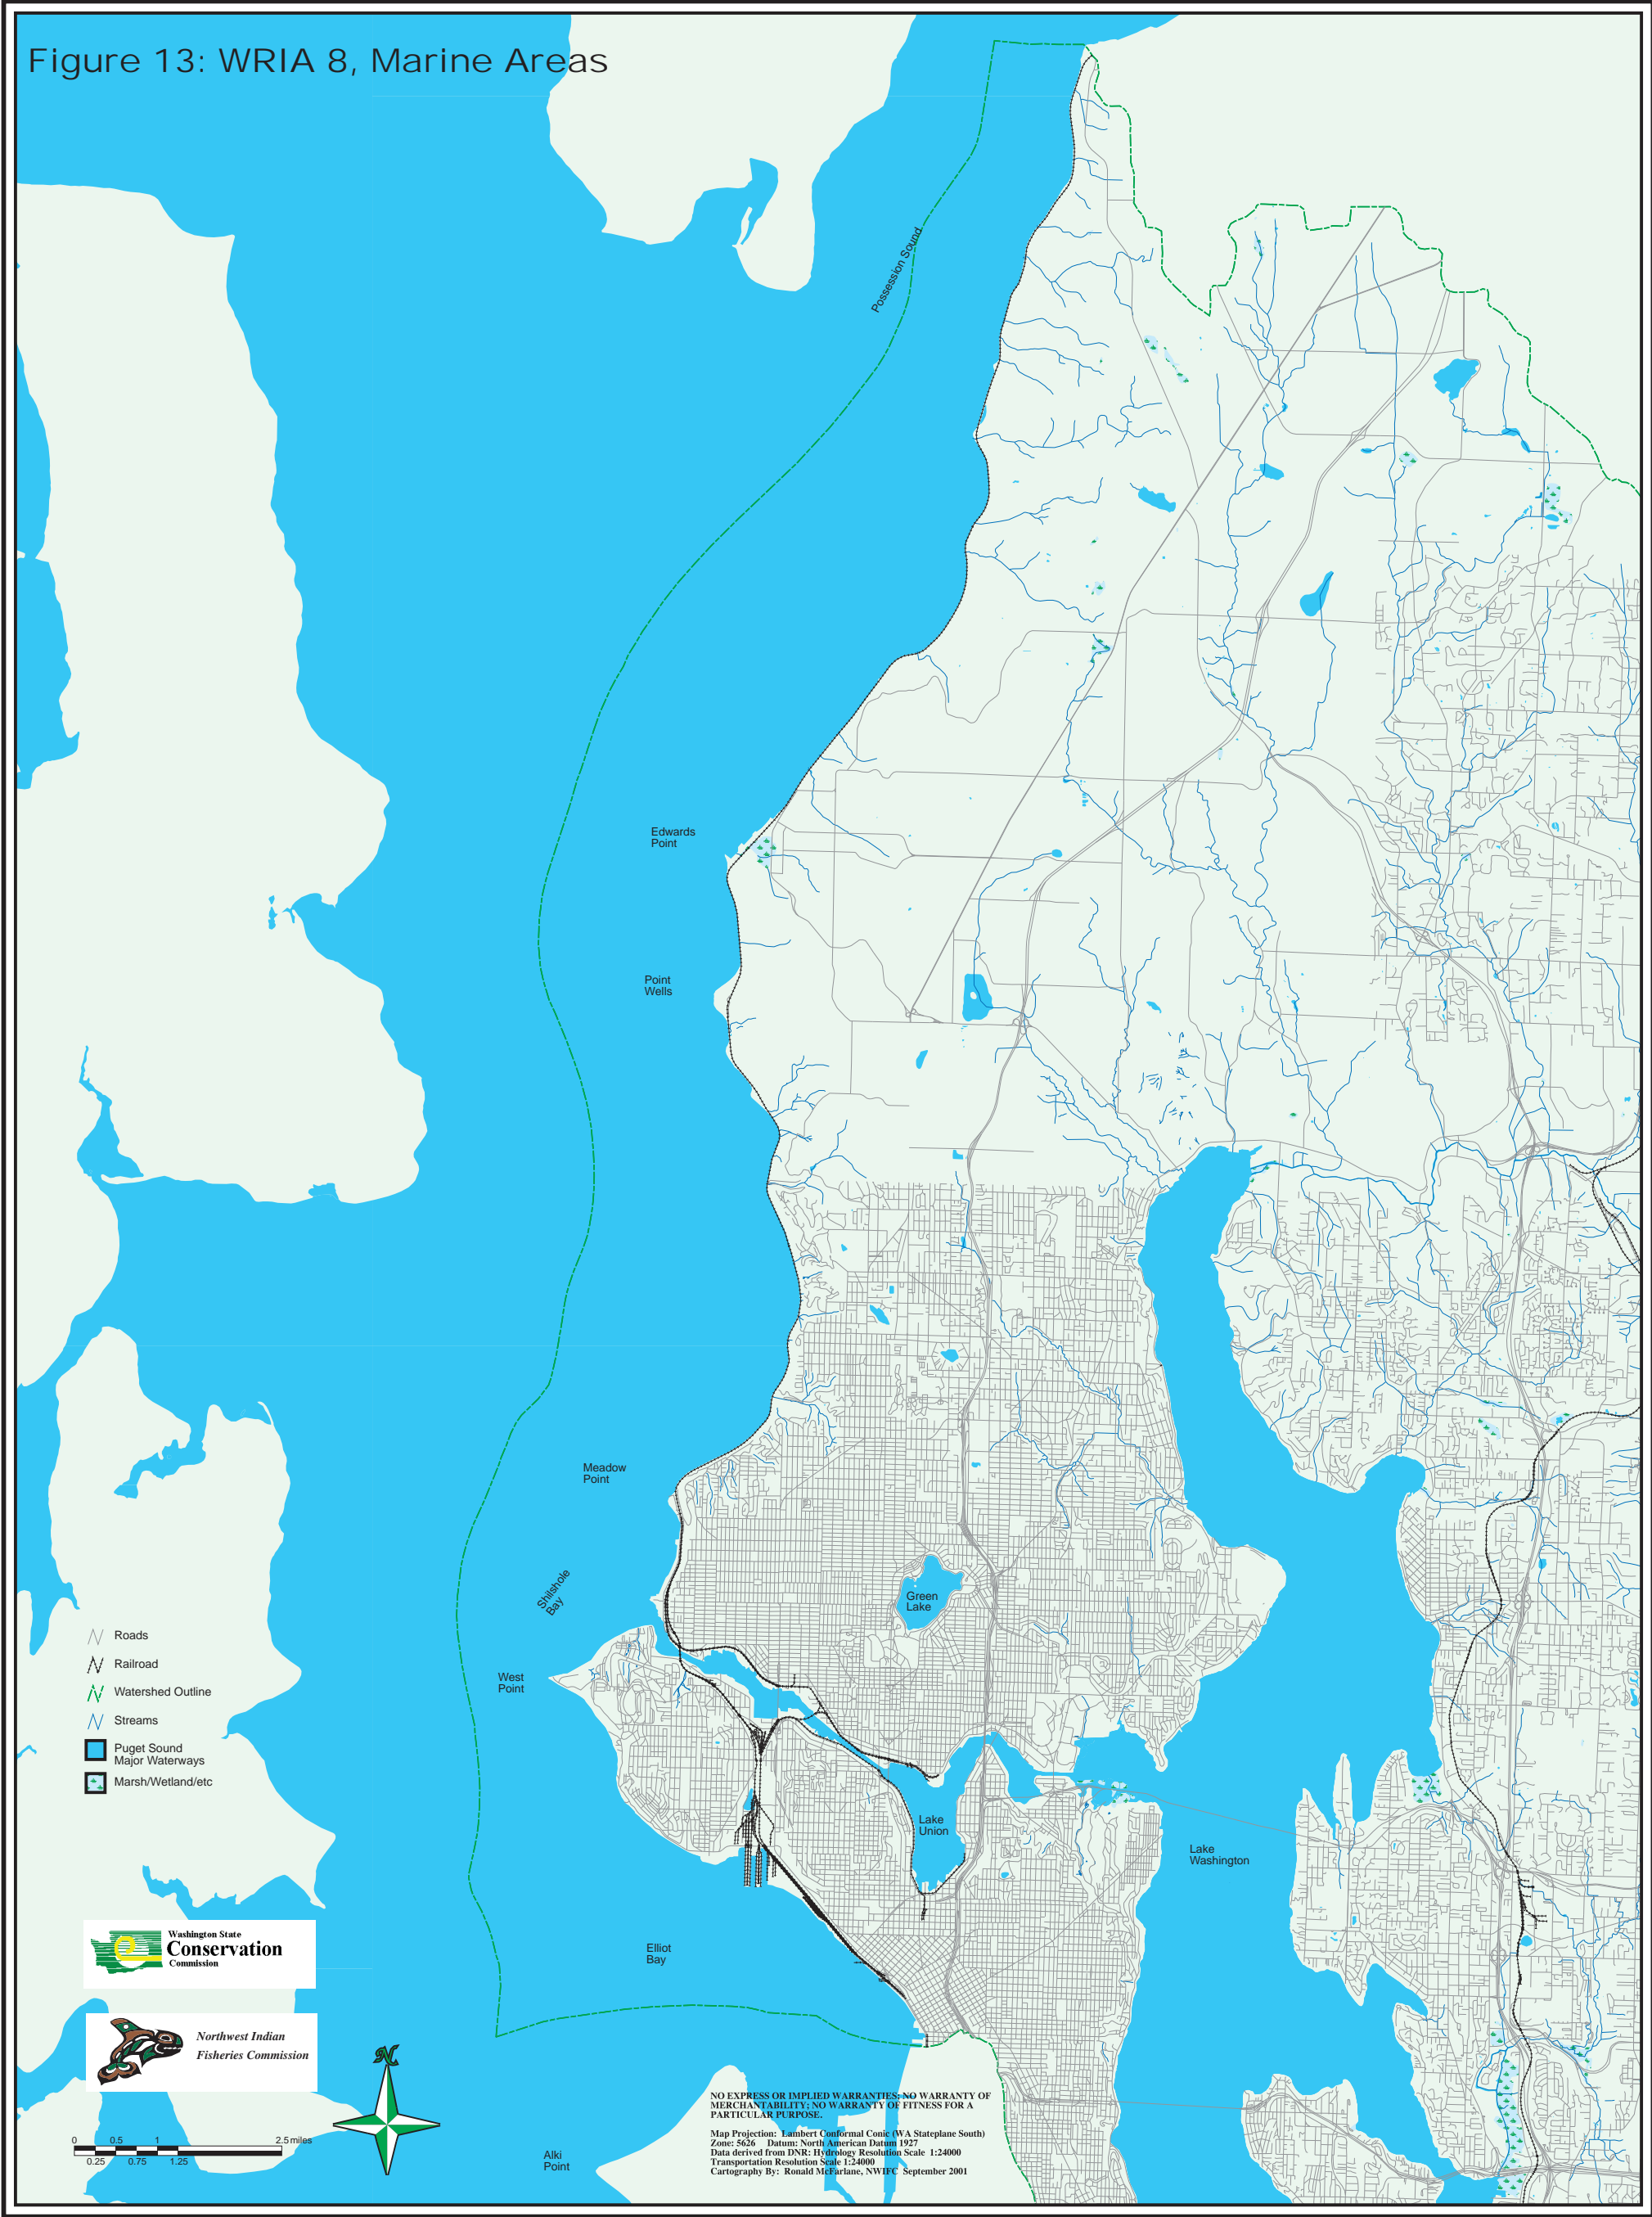 Figure 13: WRIA 8, Marine Areas
Possession Sound
Edwards
Point
Point
Wells
Meadow
Point
Shilshole
Bay
Green
Lake
West
Point
Lake
Union
Lake
Washington
Elliot
Bay
Alki
Point
Roads
Railroad
Watershed Outline
Streams
Puget Sound
Major Waterways
Marsh/Wetland/etc
Washington State
Conservation
Commission
Northwest Indian
Fisheries Commission
N
0 0.5 1 2.5 miles
0.25 0.75 1.25
NO EXPRESS OR IMPLIED WARRANTIES; NO WARRANTY OF
MERCHANTABILITY; NO WARRANTY OF FITNESS FOR A
PARTICULAR PURPOSE.
Map Projection: Lambert Conformal Conic (WA Stateplane South)
Zone: 5626 Datum: North American Datum 1927
Data derived from DNR: Hydrology Resolution Scale 1:24000
Transportation Resolution Scale 1:24000
Cartography By: Ronald McFarlane, NWIFC September 2001